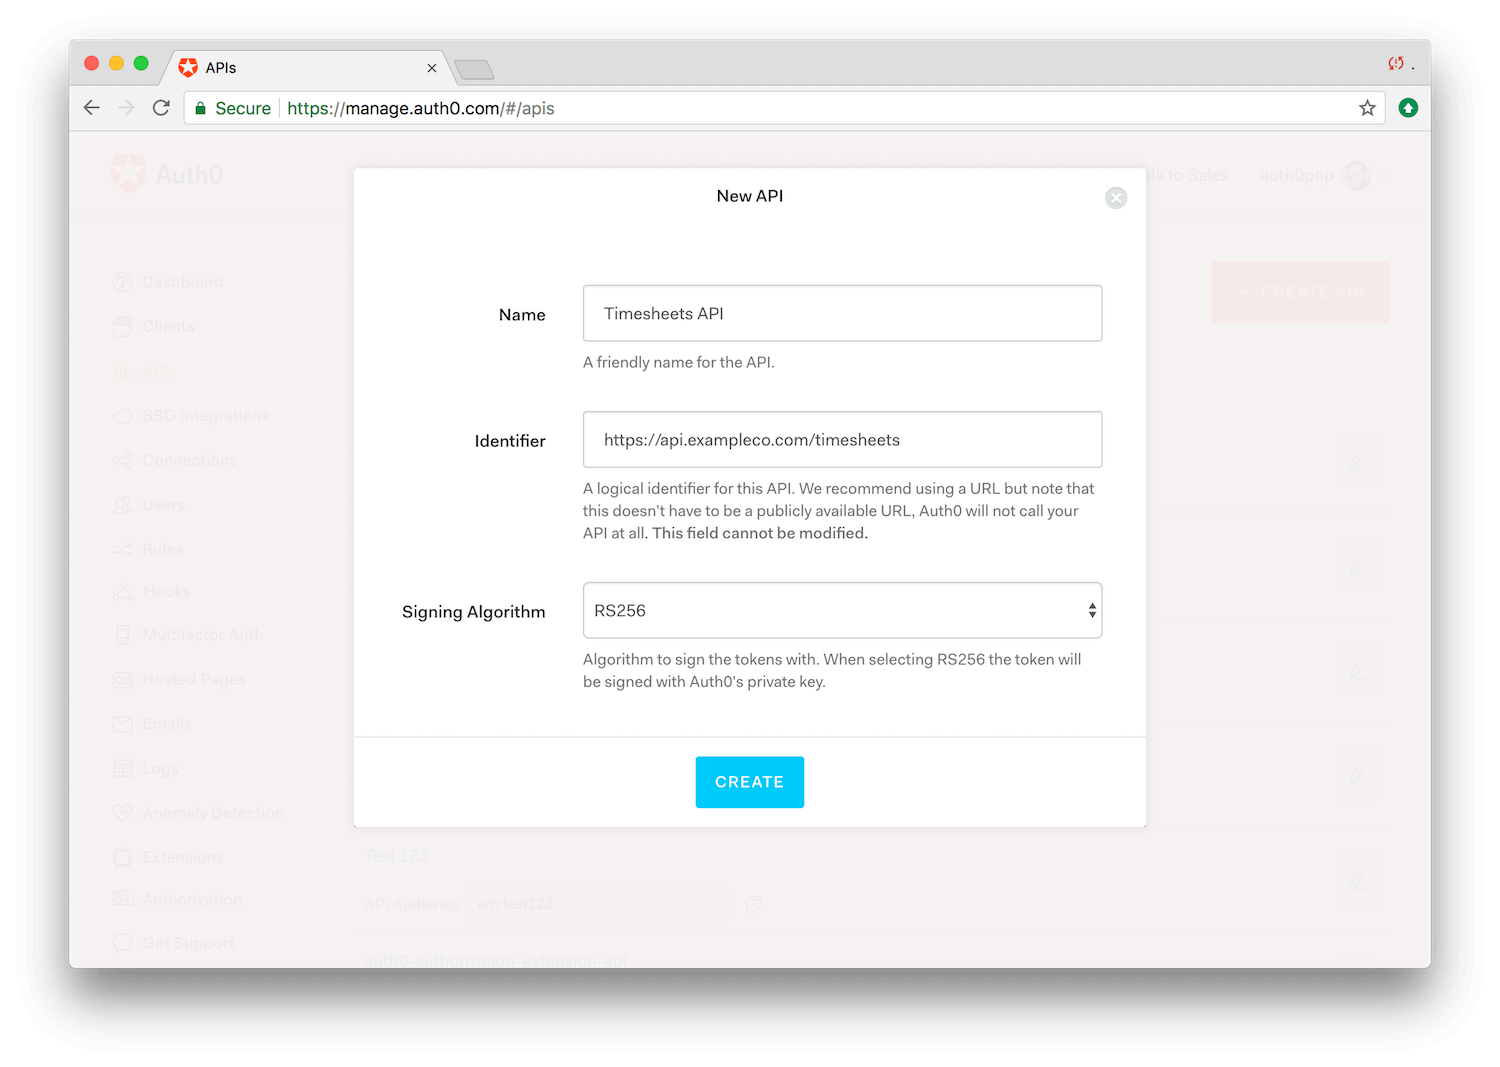 APIs
Secure https://manage.auth0.com/#/apis
Auth0
to Sales auth0pnp
New API
+ CREATE API
Dashboard
Clients
APIs
SSO Integrations
Connections
Users
Rules
Hooks
Multifactor Auth
Hosted Pages
Emails
Logs
Anomaly Detection
Extensions
Authorization
Get Support
Name
Timesheets API
A friendly name for the API.
Identifier
https://api.exampleco.com/timesheets
A logical identifier for this API. We recommend using a URL but note that
this doesn't have to be a publicly available URL, Auth0 will not call your
API at all. This field cannot be modified.
Signing Algorithm
RS256
Algorithm to sign the tokens with. When selecting RS256 the token will
be signed with Auth0's private key.
CREATE
Test 123
API Audience urn:test123
auth0-authorization-extension-api